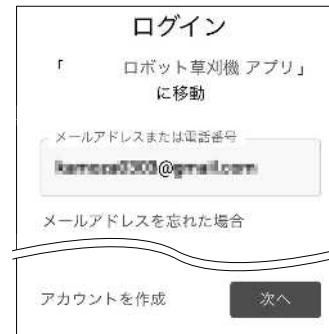 ログイン
「 ロボット草刈機 アプリ」
に移動
メールアドレスまたは電話番号
メールアドレスを忘れた場合
アカウントを作成
次へ